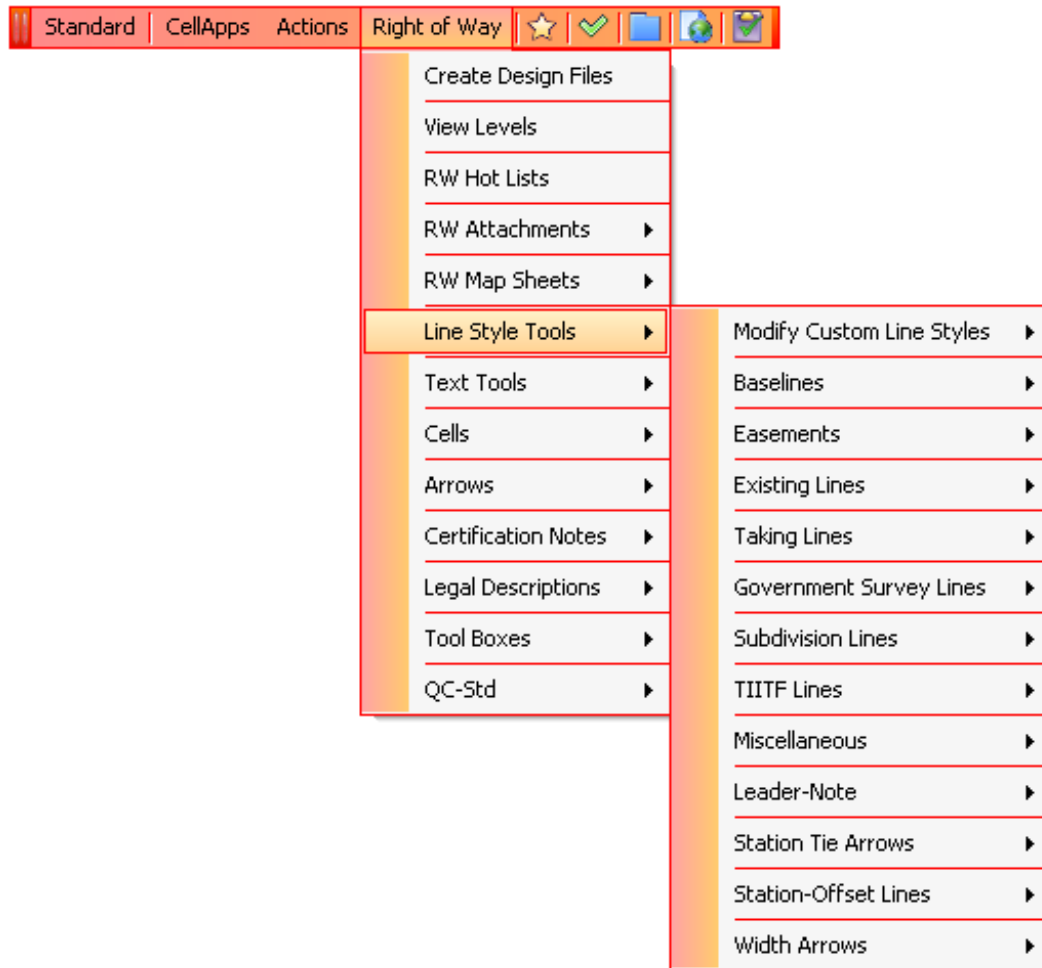 Standard CellApps Actions Right of Way
Create Design Files
View Levels
RW Hot Lists
RW Attachments
RW Map Sheets
Line Style Tools
Text Tools
Cells
Arrows
Certification Notes
Legal Descriptions
Tool Boxes
QC-Std
Modify Custom Line Styles
Baselines
Easements
Existing Lines
Taking Lines
Government Survey Lines
Subdivision Lines
TIITF Lines
Miscellaneous
Leader-Note
Station Tie Arrows
Station-Offset Lines
Width Arrows